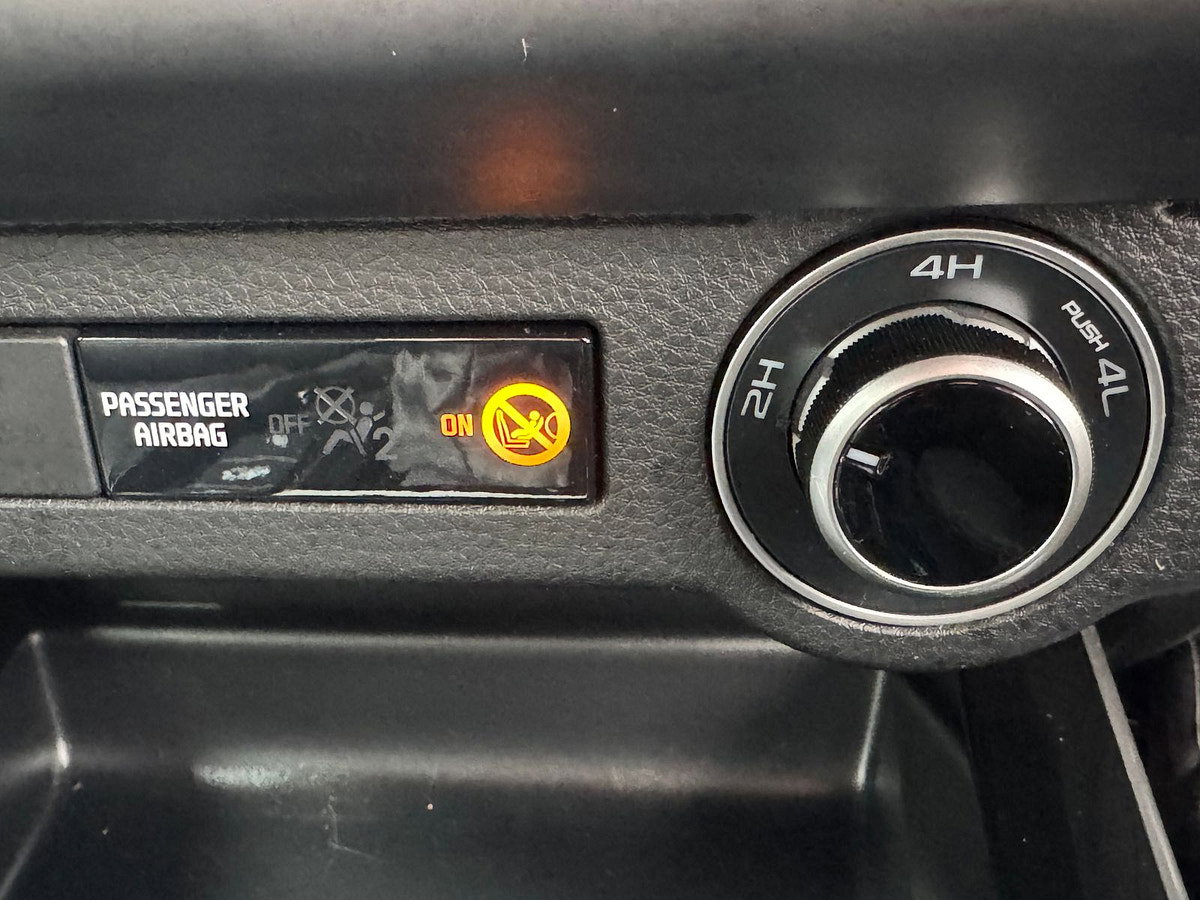 PASSENGER
AIRBAG
OFF
2
ON
2H
4H
PUSH
4L